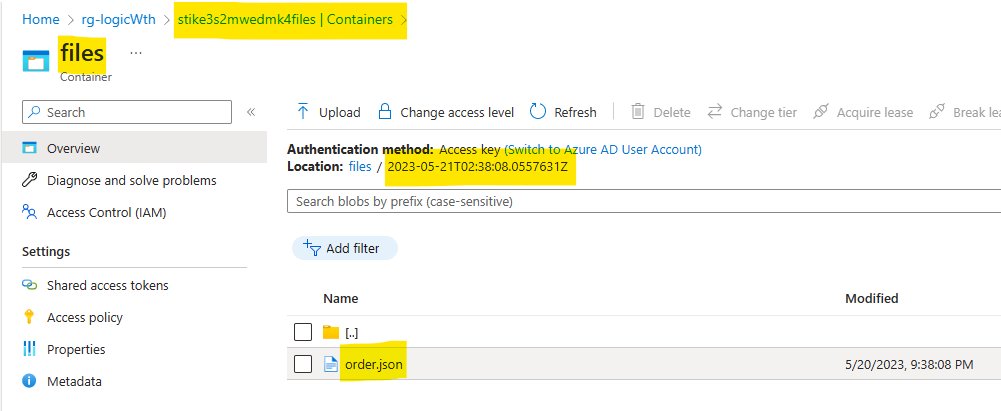 Home > rg-logicWth > stike3s2mwedmk4files | Containers >
files ...
Container
Search «
Overview
Diagnose and solve problems
Access Control (IAM)
Settings
Shared access tokens
Access policy
Properties
Metadata
Upload Change access level Refresh Delete Change tier Acquire lease Break lea
Authentication method: Access key (Switch to Azure AD User Account)
Location: files / 2023-05-21T02:38:08.0557631Z
Search blobs by prefix (case-sensitive)
Add filter
Name Modified
[..]
order.json 5/20/2023, 9:38:08 PM